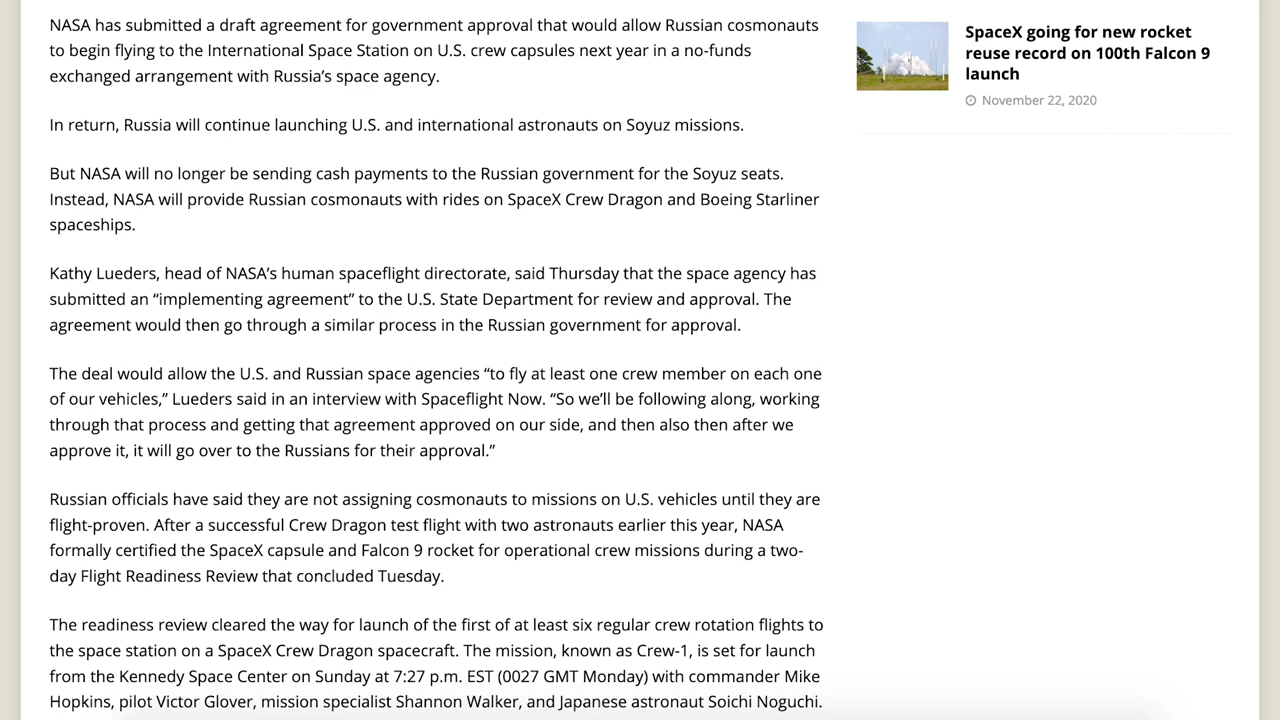 NASA has submitted a draft agreement for government approval that would allow Russian cosmonauts
to begin flying to the International Space Station on U.S. crew capsules next year in a no-funds
exchanged arrangement with Russia’s space agency.
In return, Russia will continue launching U.S. and international astronauts on Soyuz missions.
But NASA will no longer be sending cash payments to the Russian government for the Soyuz seats.
Instead, NASA will provide Russian cosmonauts with rides on SpaceX Crew Dragon and Boeing Starliner
spaceships.
Kathy Lueders, head of NASA’s human spaceflight directorate, said Thursday that the space agency has
submitted an “implementing agreement” to the U.S. State Department for review and approval. The
agreement would then go through a similar process in the Russian government for approval.
The deal would allow the U.S. and Russian space agencies “to fly at least one crew member on each one
of our vehicles,” Lueders said in an interview with Spaceflight Now. “So we’ll be following along, working
through that process and getting that agreement approved on our side, and then also then after we
approve it, it will go over to the Russians for their approval.”
Russian officials have said they are not assigning cosmonauts to missions on U.S. vehicles until they are
flight-proven. After a successful Crew Dragon test flight with two astronauts earlier this year, NASA
formally certified the SpaceX capsule and Falcon 9 rocket for operational crew missions during a two-
day Flight Readiness Review that concluded Tuesday.
The readiness review cleared the way for launch of the first of at least six regular crew rotation flights to
the space station on a SpaceX Crew Dragon spacecraft. The mission, known as Crew-1, is set for launch
from the Kennedy Space Center on Sunday at 7:27 p.m. EST (0027 GMT Monday) with commander Mike
Hopkins, pilot Victor Glover, mission specialist Shannon Walker, and Japanese astronaut Soichi Noguchi.
SpaceX going for new rocket
reuse record on 100th Falcon 9
launch
November 22, 2020